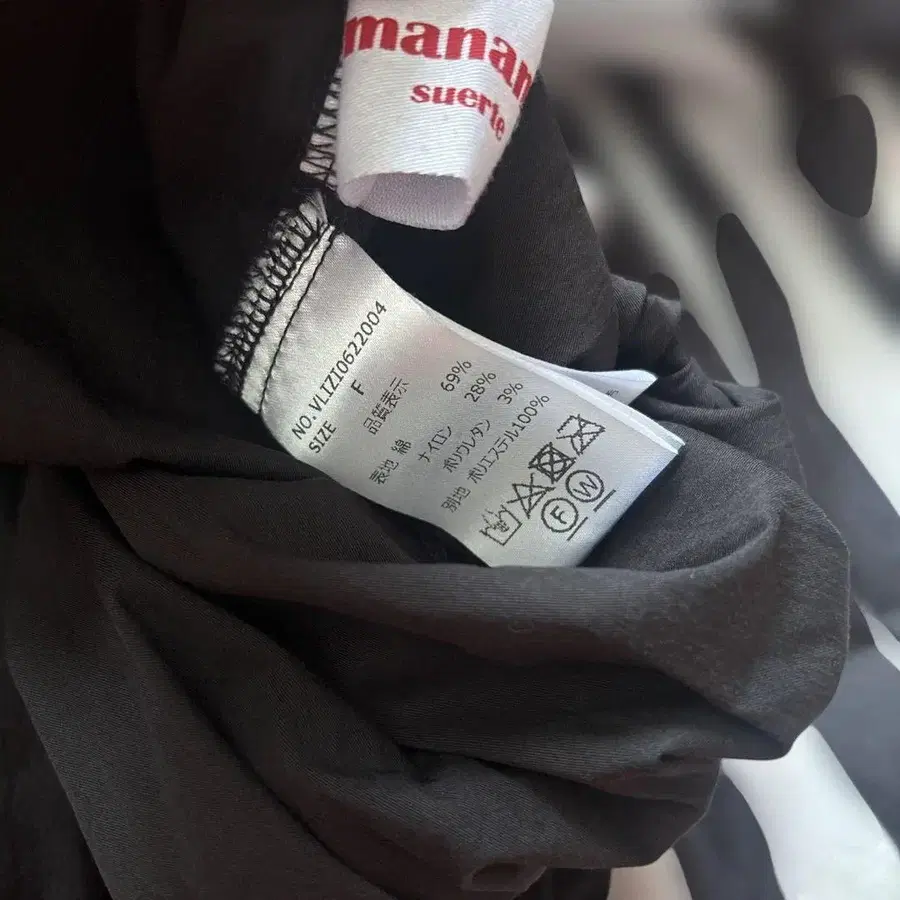 manan
suerte
NO. VLIZI0622004
SIZE F
品質表示
表地 綿 69%
ナイロン 28%
ポリウレタン 3%
別地 ポリエステル100%
F W